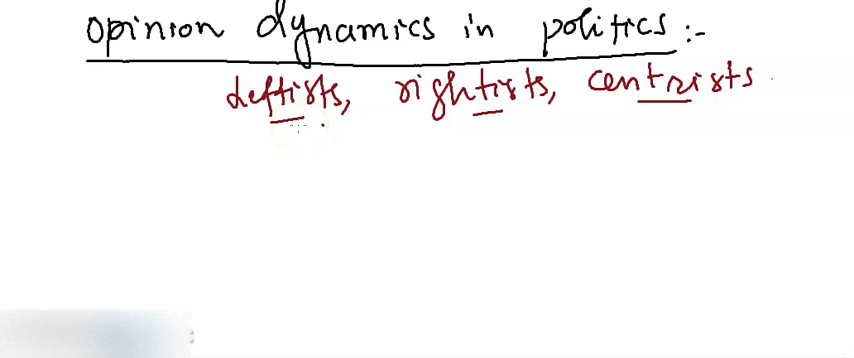 Opinion dynamics in politics :-
Leftists, rightists, centrists